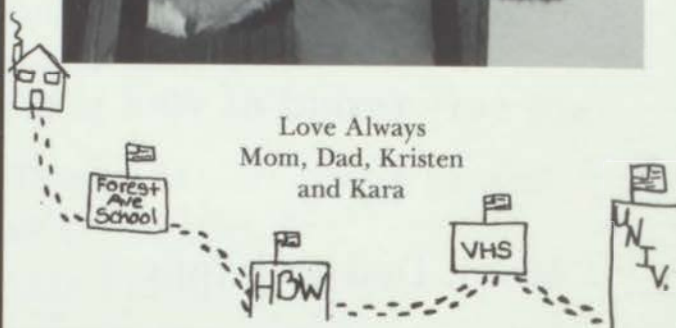 Love Always
Mom, Dad, Kristen
and Kara
Forest
Ave
School
HBW
VHS
UNIV.